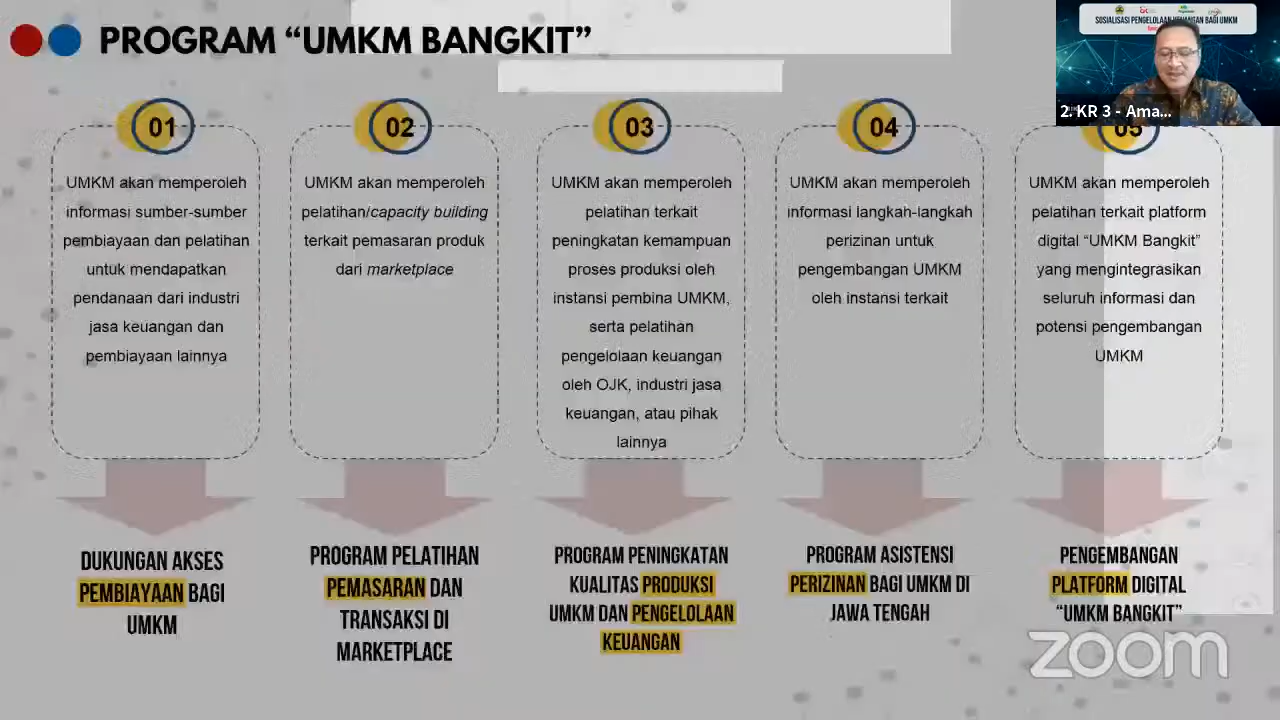 PROGRAM “UMKM BANGKIT”
SOSIALISASI PENGELOLAAN KEUANGAN BAGI UMKM
2. KR 3 - Ama...
01
UMKM akan memperoleh
informasi sumber-sumber
pembiayaan dan pelatihan
untuk mendapatkan
pendanaan dari industri
jasa keuangan dan
pembiayaan lainnya
DUKUNGAN AKSES
PEMBIAYAAN BAGI
UMKM
02
UMKM akan memperoleh
pelatihan/capacity building
terkait pemasaran produk
dari marketplace
PROGRAM PELATIHAN
PEMASARAN DAN
TRANSAKSI DI
MARKETPLACE
03
UMKM akan memperoleh
pelatihan terkait
peningkatan kemampuan
proses produksi oleh
instansi pembina UMKM,
serta pelatihan
pengelolaan keuangan
oleh OJK, industri jasa
keuangan, atau pihak
lainnya
PROGRAM PENINGKATAN
KUALITAS PRODUKSI
UMKM DAN PENGELOLAAN
KEUANGAN
04
UMKM akan memperoleh
informasi langkah-langkah
perizinan untuk
pengembangan UMKM
oleh instansi terkait
PROGRAM ASISTENSI
PERIZINAN BAGI UMKM DI
JAWA TENGAH
05
UMKM akan memperoleh
pelatihan terkait platform
digital “UMKM Bangkit”
yang mengintegrasikan
seluruh informasi dan
potensi pengembangan
UMKM
PENGEMBANGAN
PLATFORM DIGITAL
“UMKM BANGKIT”
zoom